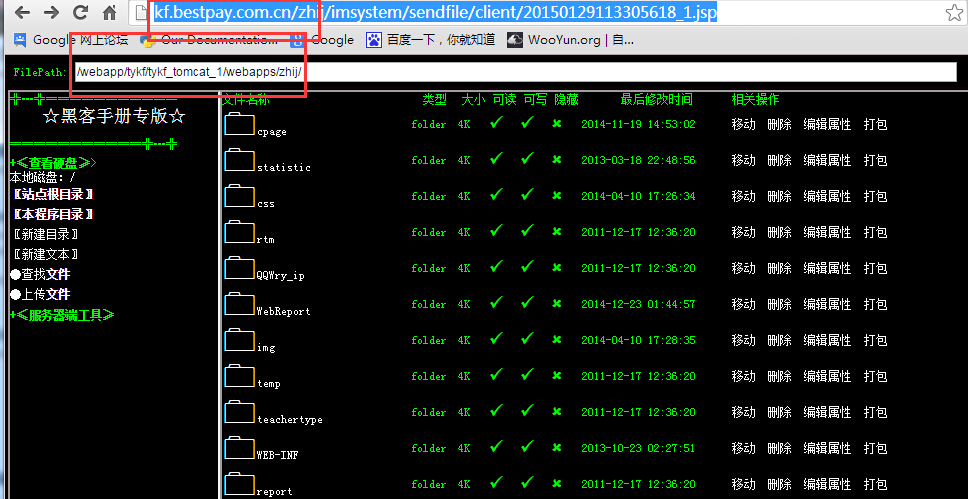 kf.bestpay.com.cn/zhij/imsystem/sendfile/client/20150129113305618_1.jsp
Google 网上论坛 Our Documentatio... Google 百度一下，你就知道 WooYun.org | 自...
FilePath: /webapp/tykf/tykf_tomcat_1/webapps/zhij/
☆黑客手册专版☆
+≪查看硬盘≫>
本地磁盘: /
〖站点根目录〗
〖本程序目录〗
〖新建目录〗
〖新建文本〗
●查找文件
●上传文件
+≪服务器端工具≫
文件名称 类型 大小 可读 可写 隐藏 最后修改时间 相关操作
cpage folder 4K ✓ ✓ ✖ 2014-11-19 14:53:02 移动 删除 编辑属性 打包
statistic folder 4K ✓ ✓ ✖ 2013-03-18 22:48:56 移动 删除 编辑属性 打包
css folder 4K ✓ ✓ ✖ 2014-04-10 17:26:34 移动 删除 编辑属性 打包
rtm folder 4K ✓ ✓ ✖ 2011-12-17 12:36:20 移动 删除 编辑属性 打包
QQWry_ip folder 4K ✓ ✓ ✖ 2011-12-17 12:36:20 移动 删除 编辑属性 打包
WebReport folder 4K ✓ ✓ ✖ 2014-12-23 01:44:57 移动 删除 编辑属性 打包
img folder 4K ✓ ✓ ✖ 2014-04-10 17:28:35 移动 删除 编辑属性 打包
temp folder 4K ✓ ✓ ✖ 2011-12-17 12:36:20 移动 删除 编辑属性 打包
teachertype folder 4K ✓ ✓ ✖ 2011-12-17 12:36:20 移动 删除 编辑属性 打包
WEB-INF folder 4K ✓ ✓ ✖ 2013-10-23 02:27:51 移动 删除 编辑属性 打包
report folder 4K ✓ ✓ ✖ 2011-12-17 12:36:20 移动 删除 编辑属性 打包